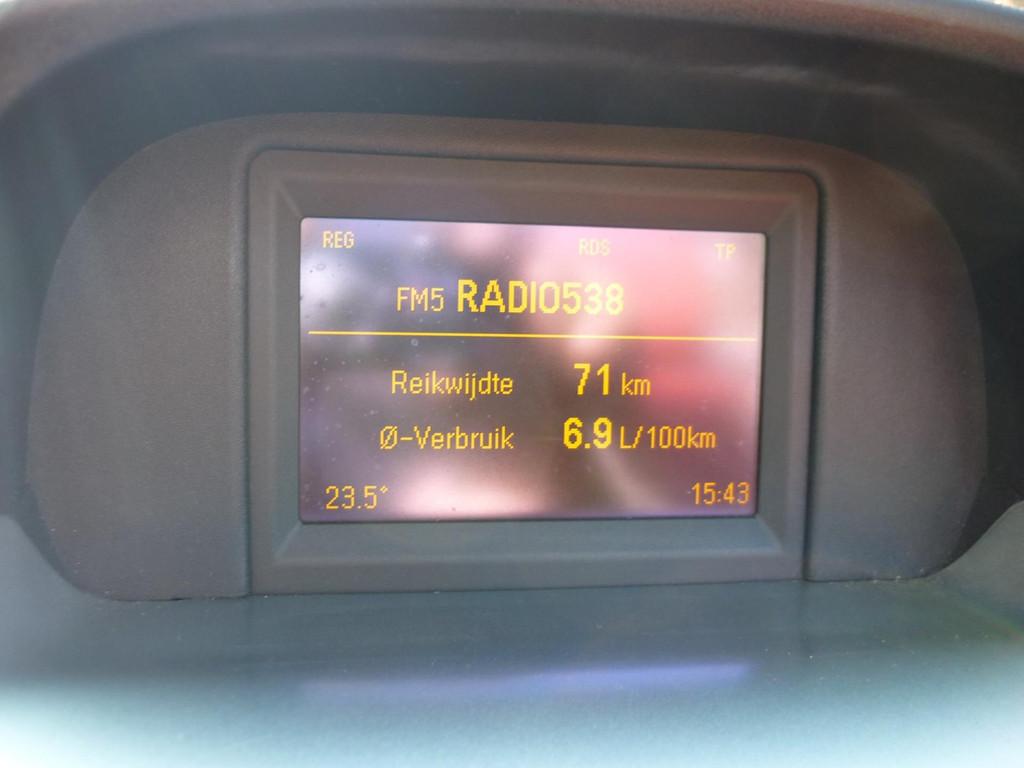 REG RDS TP
FM5 RADIO538
Reikwijdte 71 km
Ø-Verbruik 6.9 L/100km
23.5° 15:43